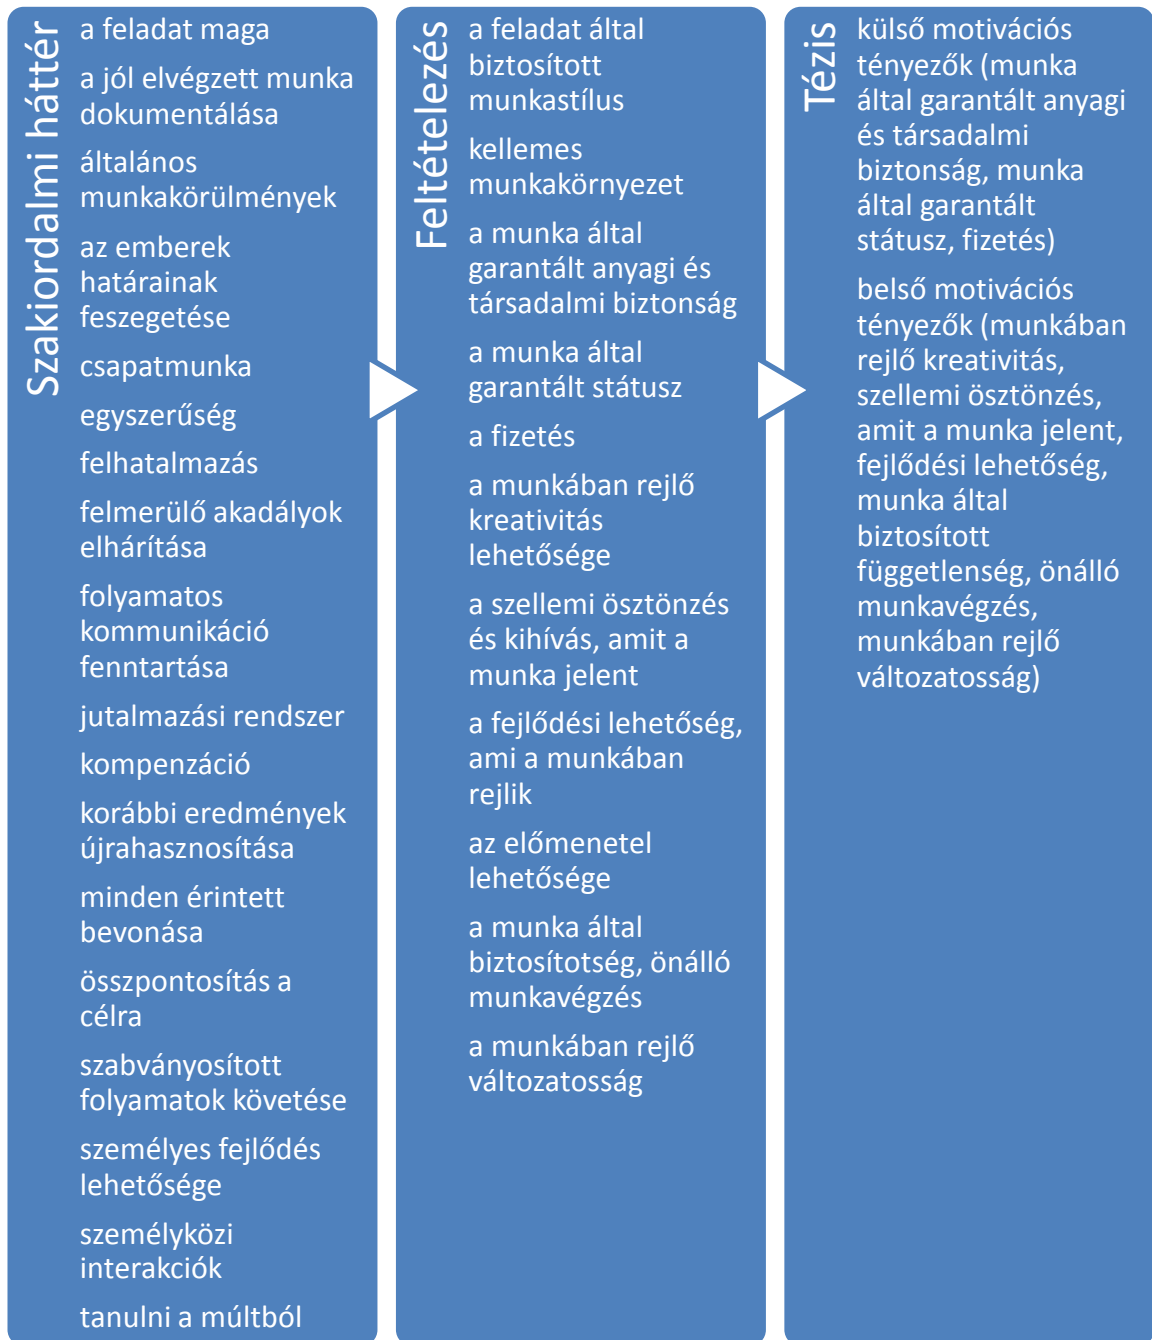 Szakiordalmi háttér
a feladat maga
a jól elvégzett munka
dokumentálása
általános
munkakörülmények
az emberek
határainak
feszegetése
csapatmunka
egyszerűség
felhatalmazás
felmerülő akadályok
elhárítása
folyamatos
kommunikáció
fenntartása
jutalmazási rendszer
kompenzáció
korábbi eredmények
újrahasznosítása
minden érintett
bevonása
összpontosítás a
célra
szabványosított
folyamatok követése
személyes fejlődés
lehetősége
személyközi
interakciók
tanulni a múltból
Feltételezés
a feladat által
biztosított
munkastílus
kellemes
munkakörnyezet
a munka által
garantált anyagi és
társadalmi biztonság
a munka által
garantált státusz
a fizetés
a munkában rejlő
kreativitás
lehetősége
a szellemi ösztönzés
és kihívás, amit a
munka jelent
a fejlődési lehetőség,
ami a munkában
rejlik
az előmenetel
lehetősége
a munka által
biztosítotség, önálló
munkavégzés
a munkában rejlő
változatosság
Tézis
külső motivációs
tényezők (munka
által garantált anyagi
és társadalmi
biztonság, munka
által garantált
státusz, fizetés)
belső motivációs
tényezők (munkában
rejlő kreativitás,
szellemi ösztönzés,
amit a munka jelent,
fejlődési lehetőség,
munka által
biztosított
függetlenség, önálló
munkavégzés,
munkában rejlő
változatosság)